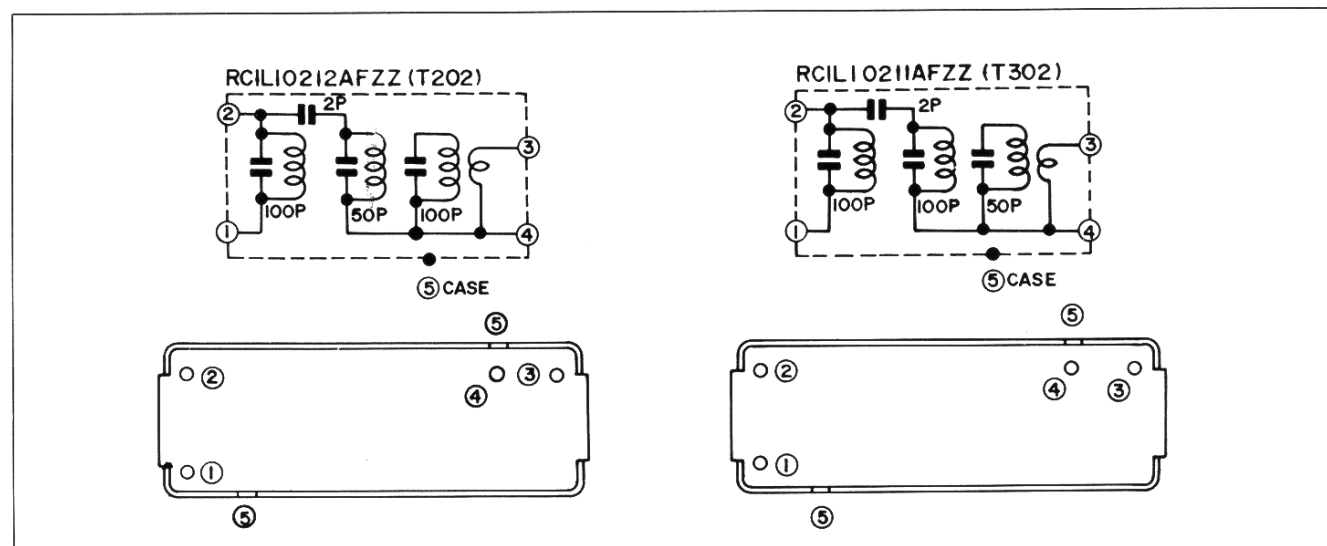 RCIL10212AFZZ (T202)
2P
②
③
100P
50P
100P
①
④
⑤ CASE
RCIL10211AFZZ (T302)
2P
②
③
100P
100P
50P
①
④
⑤ CASE
⑤
②
③
④
①
⑤
⑤
②
④
③
①
⑤